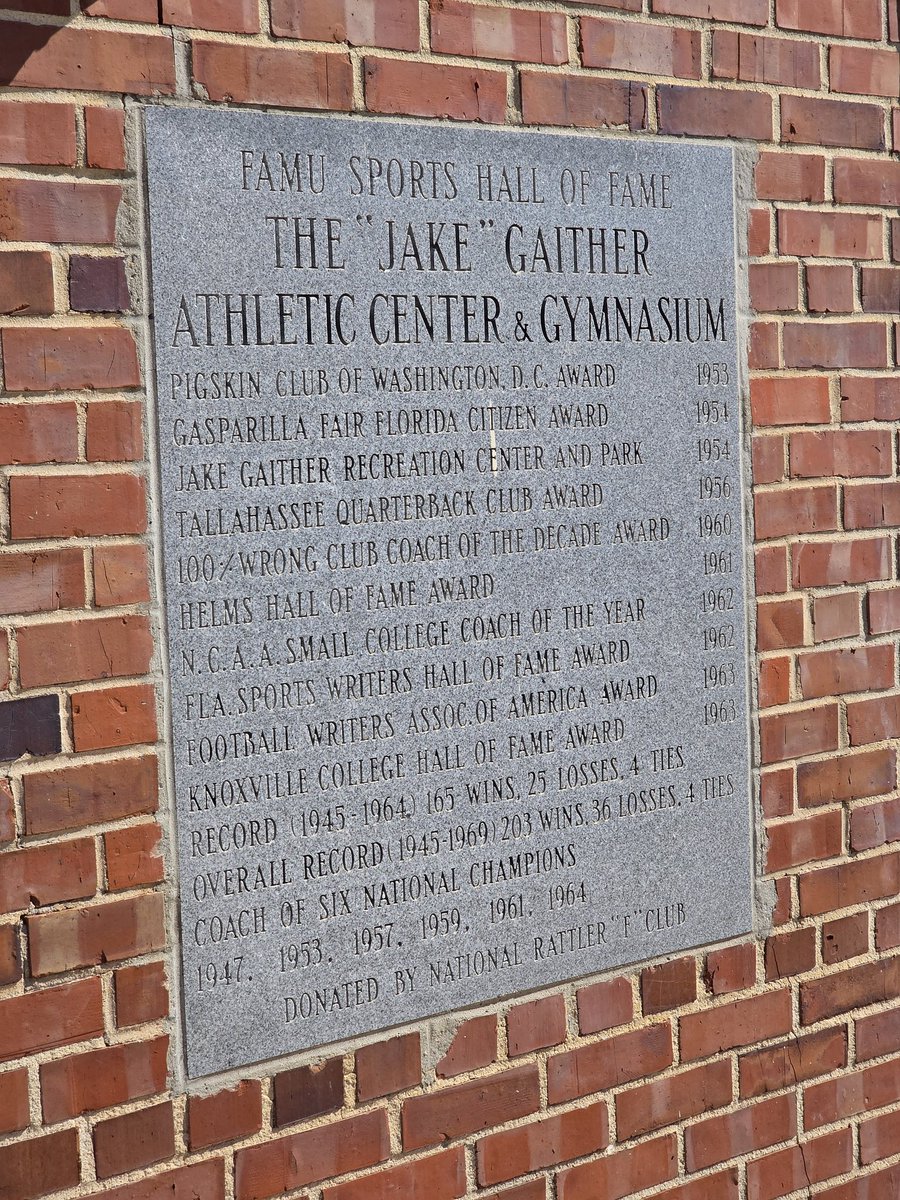 FAMU SPORTS HALL OF FAME
THE "JAKE" GAITHER
ATHLETIC CENTER & GYMNASIUM
PIGSKIN CLUB OF WASHINGTON, D.C. AWARD 1953
GASPARILLA FAIR FLORIDA CITIZEN AWARD 1954
JAKE GAITHER RECREATION CENTER AND PARK 1954
TALLAHASSEE QUARTERBACK CLUB AWARD 1956
100% WRONG CLUB COACH OF THE DECADE AWARD 1960
HELMS HALL OF FAME AWARD 1961
N.C.A.A. SMALL COLLEGE COACH OF THE YEAR 1962
FLA. SPORTS WRITERS HALL OF FAME AWARD 1962
FOOTBALL WRITERS ASSOC. OF AMERICA AWARD 1963
KNOXVILLE COLLEGE HALL OF FAME AWARD 1963
RECORD (1945-1964) 165 WINS, 25 LOSSES, 4 TIES
OVERALL RECORD (1945-1969) 203 WINS, 36 LOSSES, 4 TIES
COACH OF SIX NATIONAL CHAMPIONS
1947, 1953, 1957, 1959, 1961, 1964
DONATED BY NATIONAL RATTLER "F" CLUB